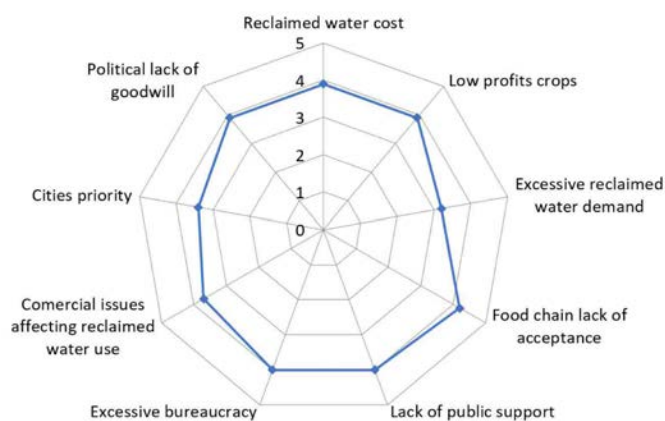 Reclaimed water cost
Low profits crops
Excessive reclaimed
water demand
Food chain lack of
acceptance
Lack of public support
Excessive bureaucracy
Comercial issues
affecting reclaimed
water use
Cities priority
Political lack of
goodwill
5
4
3
2
1
0